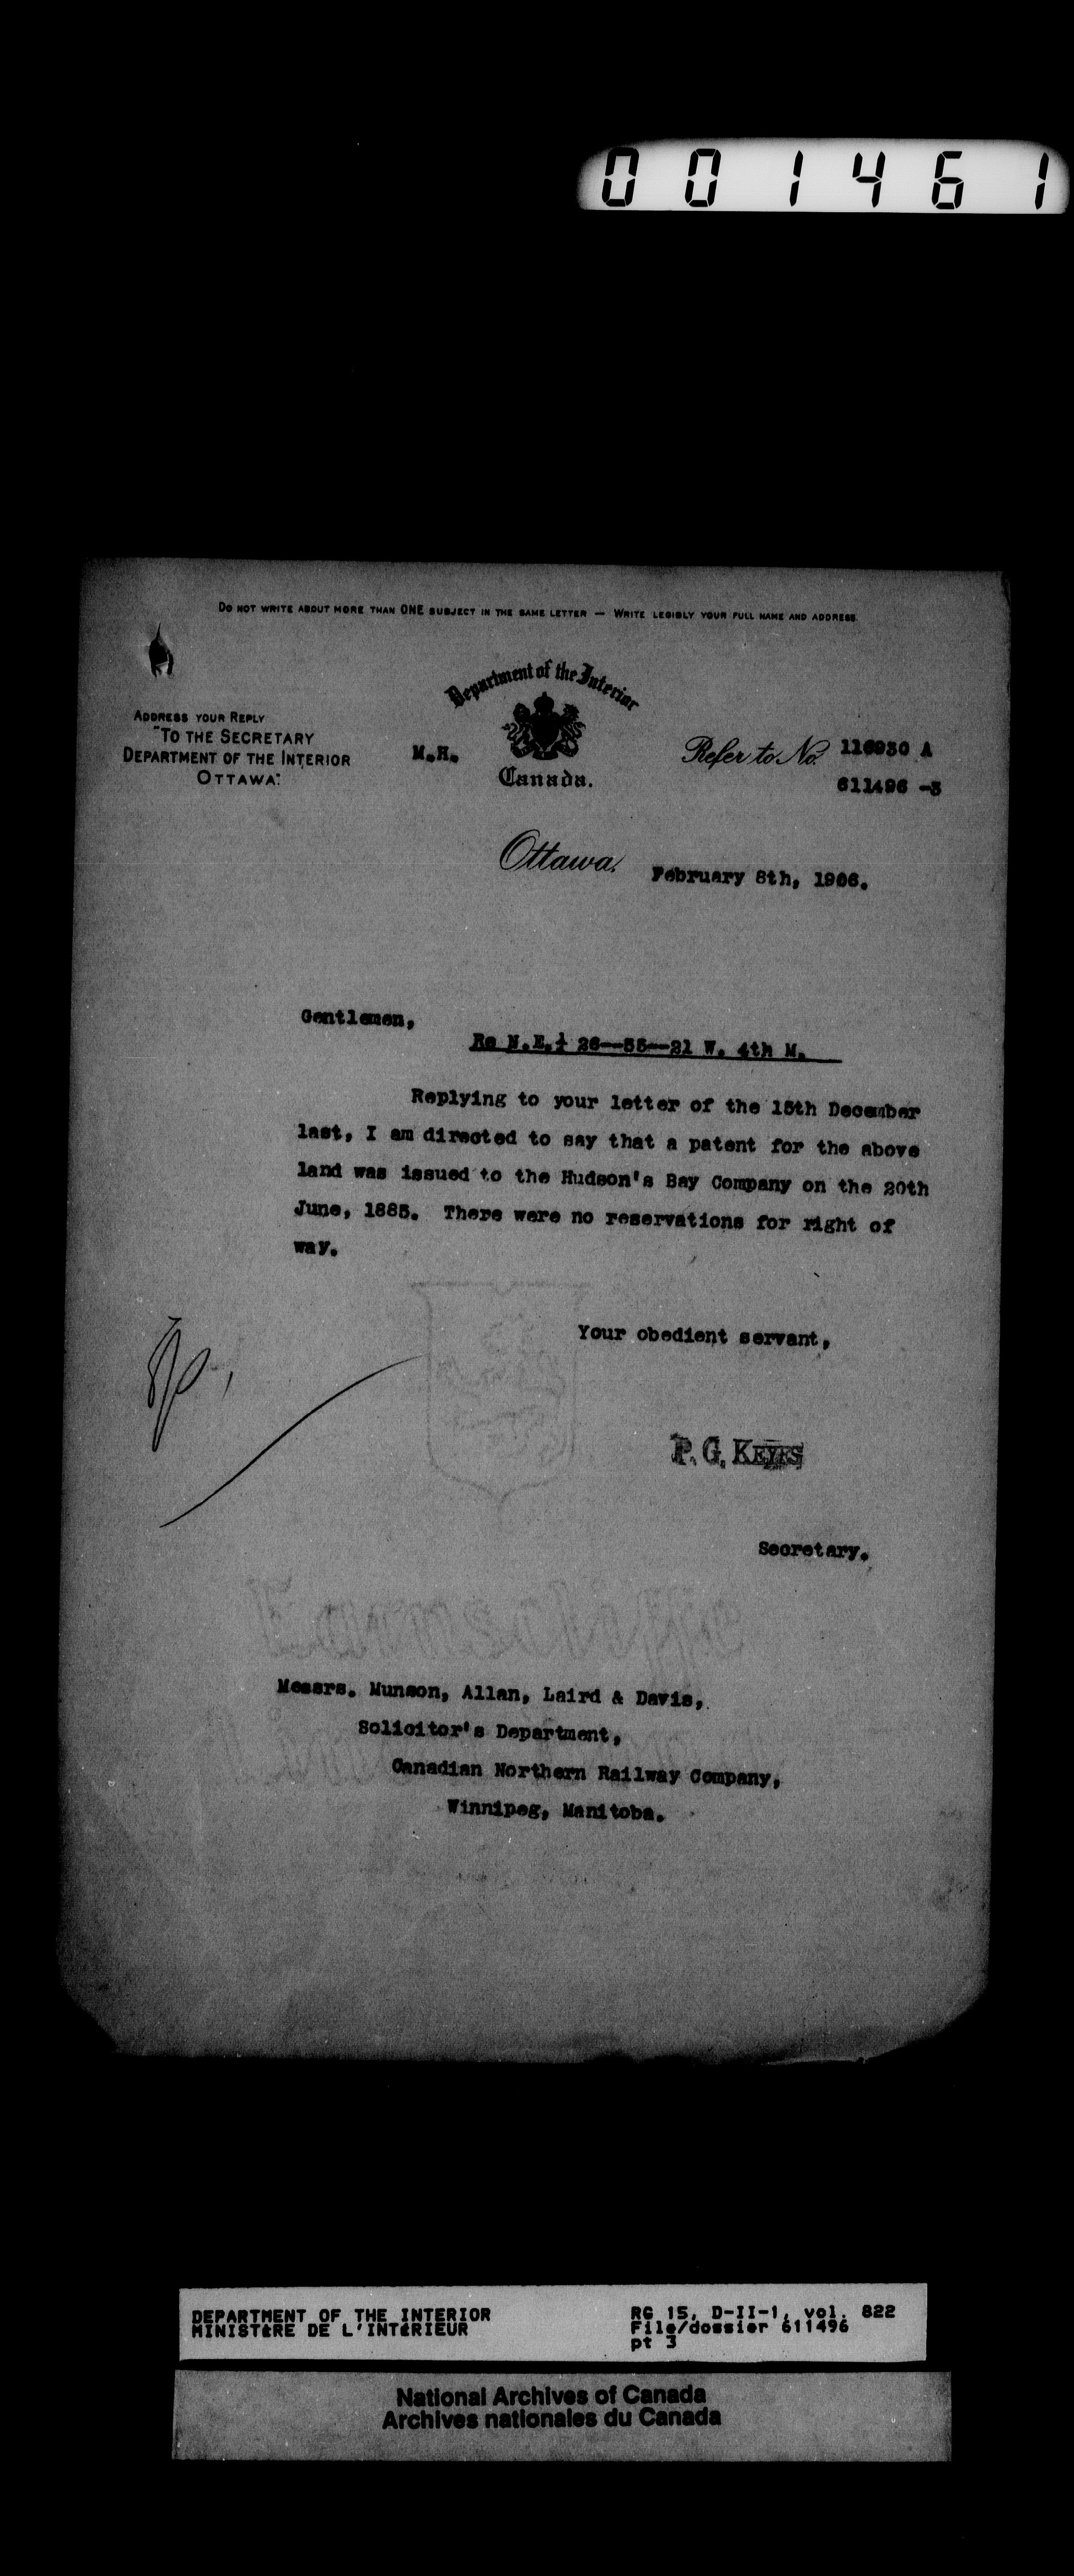 001461
Do not write about more than ONE subject in the same letter — Write legibly your full name and address
Department of the Interior
Address your Reply
"To the Secretary
Department of the Interior
Ottawa."
M.H.
Canada.
Refer to No. 116930 A
611496 -3
Ottawa, February 8th, 1906.
Gentlemen,
Re N.E.¼ 26--55--21 W. 4th M.
Replying to your letter of the 15th December
last, I am directed to say that a patent for the above
land was issued to the Hudson's Bay Company on the 20th
June, 1885. There were no reservations for right of
way.
Your obedient servant,
P. G. Keyes
Secretary.
Messrs. Munson, Allan, Laird & Davis,
Solicitor's Department,
Canadian Northern Railway Company,
Winnipeg, Manitoba.
DEPARTMENT OF THE INTERIOR
MINISTÈRE DE L'INTÉRIEUR
RG 15, D-II-1, vol. 822
File/dossier 611496
pt 3
National Archives of Canada
Archives nationales du Canada